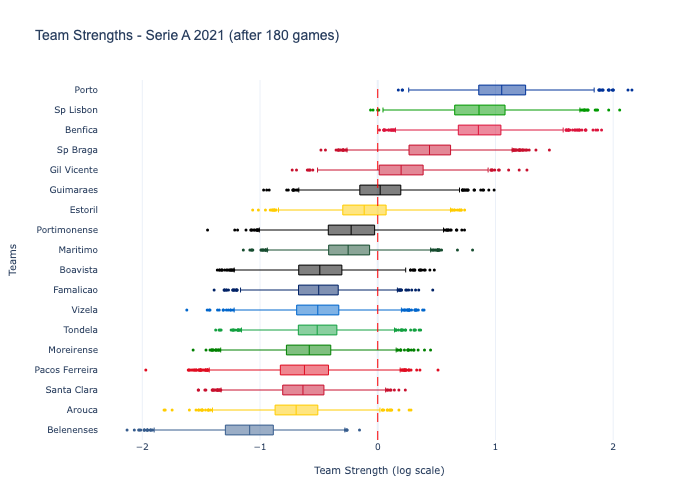 Team Strengths - Serie A 2021 (after 180 games)
Porto
Sp Lisbon
Benfica
Sp Braga
Gil Vicente
Guimaraes
Estoril
Portimonense
Maritimo
Boavista
Famalicao
Vizela
Tondela
Moreirense
Pacos Ferreira
Santa Clara
Arouca
Belenenses
Teams
−2
−1
0
1
2
Team Strength (log scale)